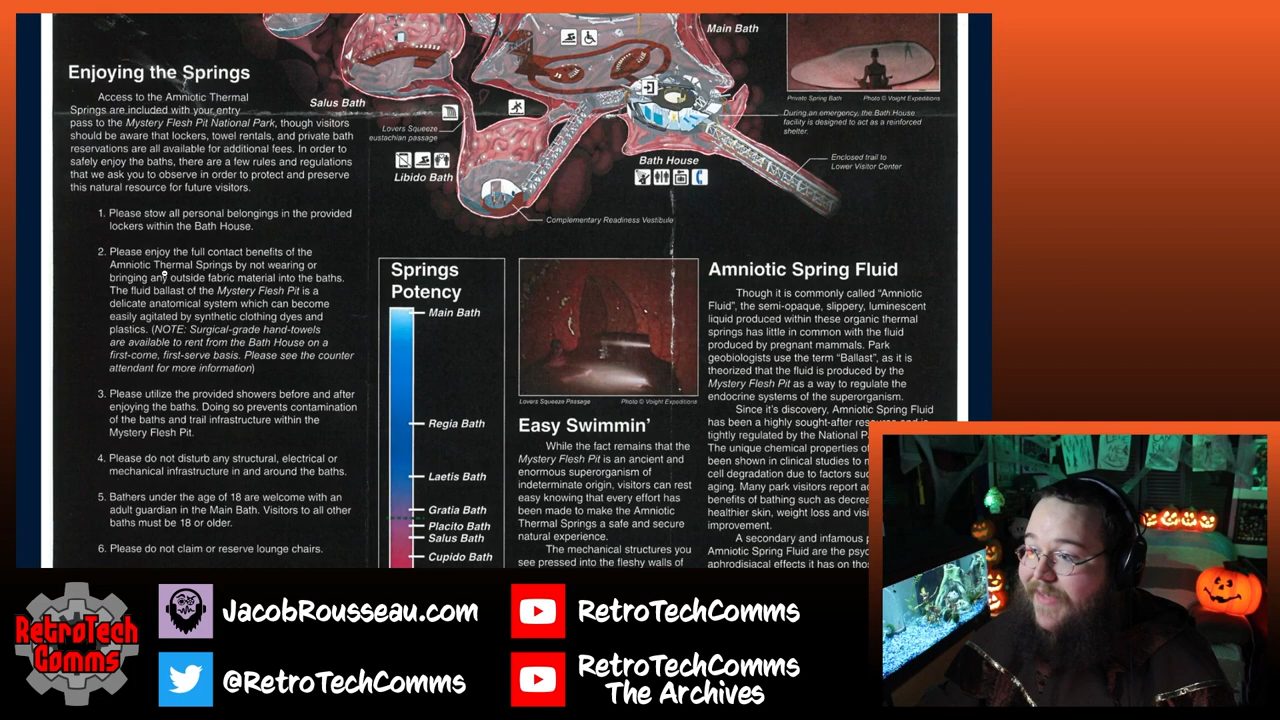 Main Bath
Enjoying the Springs
Access to the Amniotic Thermal
Springs are included with your entry
pass to the Mystery Flesh Pit National Park, though visitors
should be aware that lockers, towel rentals, and private bath
reservations are all available for additional fees. In order to
safely enjoy the baths, there are a few rules and regulations
that we ask you to observe in order to protect and preserve
this natural resource for future visitors.
1. Please stow all personal belongings in the provided
lockers within the Bath House.
2. Please enjoy the full contact benefits of the
Amniotic Thermal Springs by not wearing or
bringing any outside fabric material into the baths.
The fluid ballast of the Mystery Flesh Pit is a
delicate anatomical system which can become
easily agitated by synthetic clothing dyes and
plastics. (NOTE: Surgical-grade hand-towels
are available to rent from the Bath House on a
first-come, first-serve basis. Please see the counter
attendant for more information)
3. Please utilize the provided showers before and after
enjoying the baths. Doing so prevents contamination
of the baths and trail infrastructure within the
Mystery Flesh Pit.
4. Please do not disturb any structural, electrical or
mechanical infrastructure in and around the baths.
5. Bathers under the age of 18 are welcome with an
adult guardian in the Main Bath. Visitors to all other
baths must be 18 or older.
6. Please do not claim or reserve lounge chairs.
Salus Bath
Lovers Squeeze
eustachian passage
Libido Bath
Bath House
Complementary Readiness Vestibule
Private Spring Bath
Photo © Voight Expeditions
During an emergency, the Bath House
facility is designed to act as a reinforced
shelter.
Enclosed trail to
Lower Visitor Center
Springs
Potency
Main Bath
Regia Bath
Laetis Bath
Gratia Bath
Placito Bath
Salus Bath
Cupido Bath
Lovers Squeeze Passage
Photo © Voight Expeditions
Easy Swimmin'
While the fact remains that the
Mystery Flesh Pit is an ancient and
enormous superorganism of
indeterminate origin, visitors can rest
easy knowing that every effort has
been made to make the Amniotic
Thermal Springs a safe and secure
natural experience.
The mechanical structures you
see pressed into the fleshy walls of
Amniotic Spring Fluid
Though it is commonly called "Amniotic
Fluid", the semi-opaque, slippery, luminescent
liquid produced within these organic thermal
springs has little in common with the fluid
produced by pregnant mammals. Park
geobiologists use the term "Ballast", as it is
theorized that the fluid is produced by the
Mystery Flesh Pit as a way to regulate the
endocrine systems of the superorganism.
Since it's discovery, Amniotic Spring Fluid
has been a highly sought-after
tightly regulated by the National
The unique chemical properties of
been shown in clinical studies to
cell degradation due to factors
aging. Many park visitors report
benefits of bathing such as
healthier skin, weight loss and
improvement.
A secondary and infamous
Amniotic Spring Fluid are the
aphrodisiacal effects it has on
RetroTech
Comms
JacobRousseau.com
@RetroTechComms
RetroTechComms
RetroTechComms
The Archives